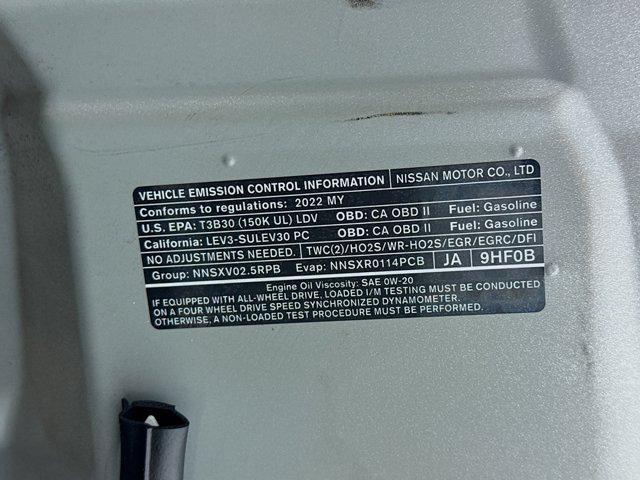 VEHICLE EMISSION CONTROL INFORMATION NISSAN MOTOR CO., LTD
Conforms to regulations: 2022 MY
U.S. EPA: T3B30 (150K UL) LDV OBD: CA OBD II Fuel: Gasoline
California: LEV3-SULEV30 PC OBD: CA OBD II Fuel: Gasoline
NO ADJUSTMENTS NEEDED. TWC(2)/HO2S/WR-HO2S/EGR/EGRC/DFI
Group: NNSXV02.5RPB Evap: NNSXR0114PCB JA 9HF0B
Engine Oil Viscosity: SAE 0W-20
IF EQUIPPED WITH ALL-WHEEL DRIVE, LOADED I/M TESTING MUST BE CONDUCTED
ON A FOUR WHEEL DRIVE SPEED SYNCHRONIZED DYNAMOMETER.
OTHERWISE, A NON-LOADED TEST PROCEDURE MUST BE PERFORMED.